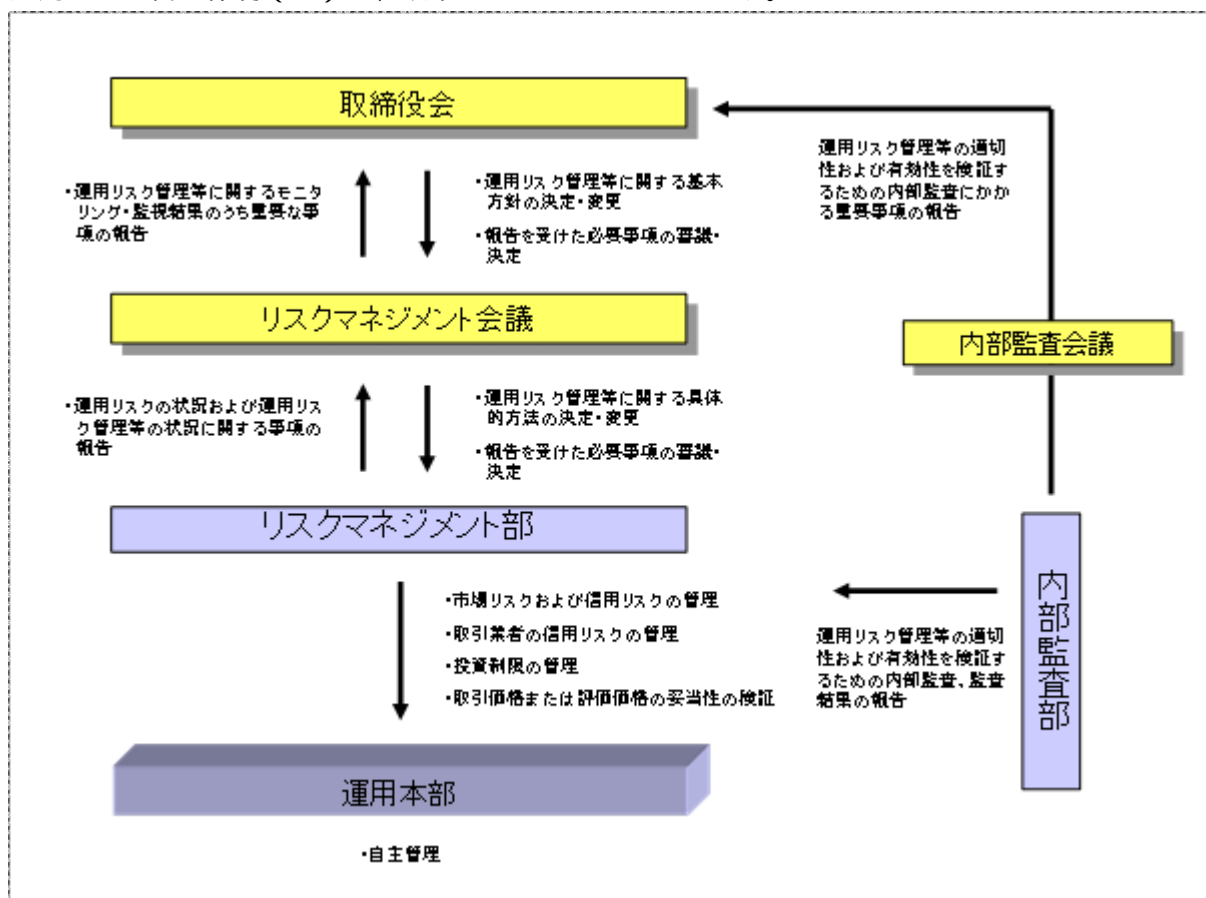 取締役会
・運用リスク管理等に関するモニタ
リング・監視結果のうち重要な事
項の報告
・運用リスク管理等に関する基本
方針の決定・変更
・報告を受けた必要事項の審議・
決定
運用リスク管理等の適切
性および有効性を検証す
るための内部監査にかか
る重要事項の報告
リスクマネジメント会議
内部監査会議
・運用リスクの状況および運用リス
ク管理等の状況に関する事項の
報告
・運用リスク管理等に関する具体
的方法の決定・変更
・報告を受けた必要事項の審議・
決定
リスクマネジメント部
内部監査部
・市場リスクおよび信用リスクの管理
・取引業者の信用リスクの管理
・投資制限の管理
・取引価格または評価価格の妥当性の検証
運用リスク管理等の適切
性および有効性を検証す
るための内部監査、監査
結果の報告
運用本部
・自主管理